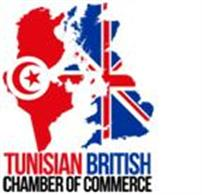 TUNISIAN BRITISH
CHAMBER OF COMMERCE